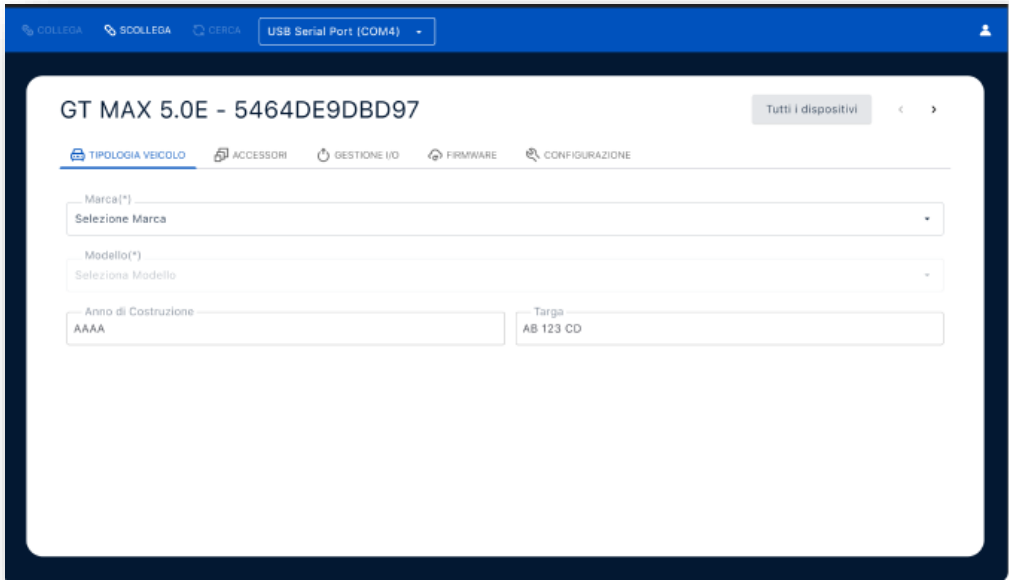 COLLEGA SCOLLEGA CERCA USB Serial Port (COM4)
GT MAX 5.0E - 5464DE9DBD97 Tutti i dispositivi
TIPOLOGIA VEICOLO ACCESSORI GESTIONE I/O FIRMWARE CONFIGURAZIONE
Marca(*)
Selezione Marca
Modello(*)
Seleziona Modello
Anno di Costruzione Targa
AAAA AB 123 CD